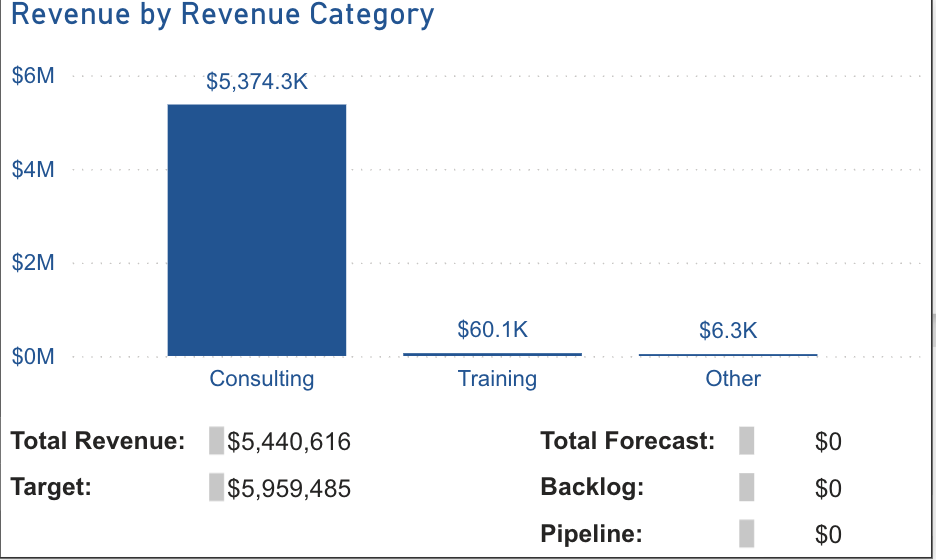 Revenue by Revenue Category
$6M
$5,374.3K
$4M
$2M
$60.1K
$6.3K
$0M
Consulting Training Other
Total Revenue: $5,440,616 Total Forecast: $0
Target: $5,959,485 Backlog: $0
Pipeline: $0